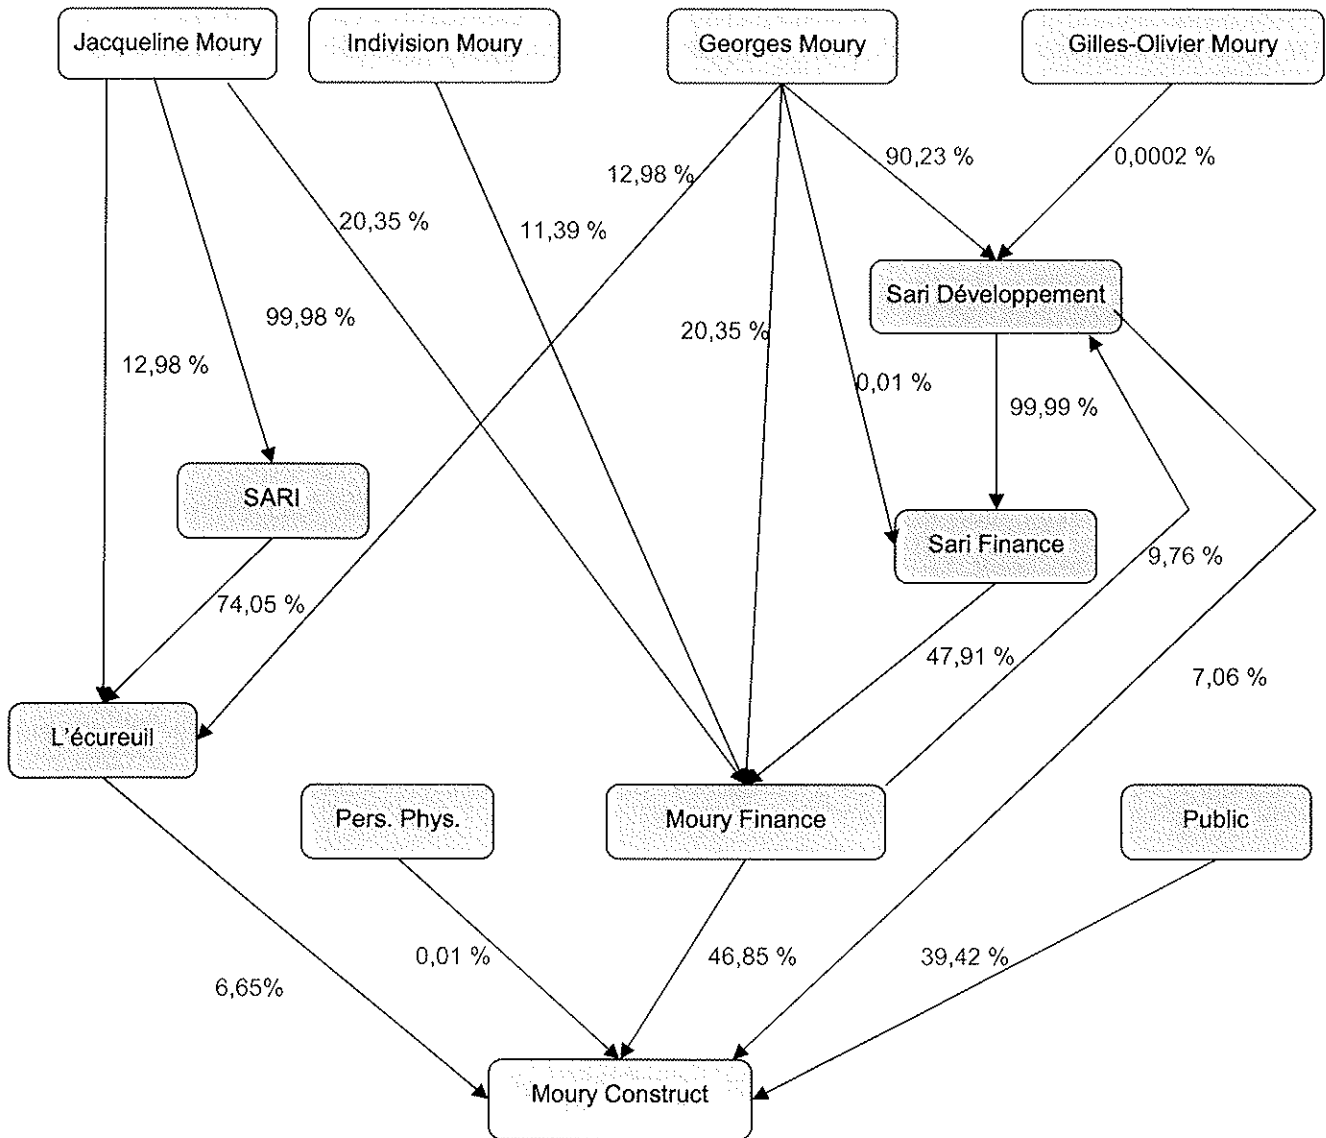 Jacqueline Moury
Indivision Moury
Georges Moury
Gilles-Olivier Moury
90,23 %
0,0002 %
12,98 %
20,35 %
11,39 %
Sari Développement
99,98 %
20,35 %
12,98 %
0,01 %
99,99 %
SARI
Sari Finance
9,76 %
74,05 %
47,91 %
7,06 %
L'écureuil
Pers. Phys.
Moury Finance
Public
0,01 %
46,85 %
39,42 %
6,65%
Moury Construct